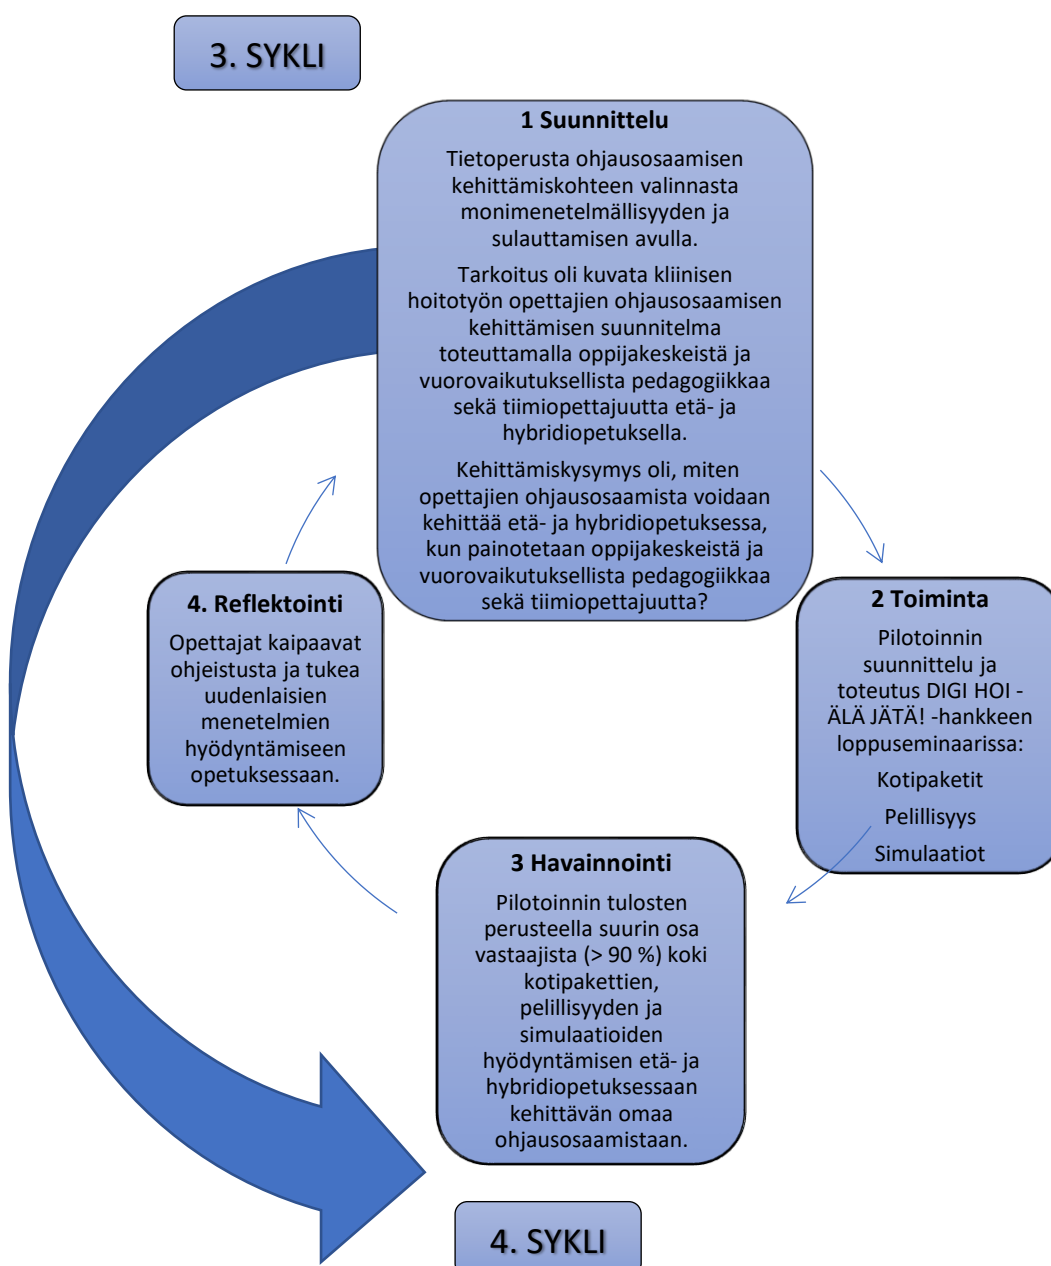 3. SYKLI
1 Suunnittelu
Tietoperusta ohjausosaamisen
kehittämiskohteen valinnasta
monimenetelmällisyyden ja
sulauttamisen avulla.
Tarkoitus oli kuvata kliinisen
hoitotyön opettajien ohjausosaamisen
kehittämisen suunnitelma
toteuttamalla oppijakeskeistä ja
vuorovaikutuksellista pedagogiikkaa
sekä tiimiopettajuutta etä- ja
hybridiopetuksella.
Kehittämiskysymys oli, miten
opettajien ohjausosaamista voidaan
kehittää etä- ja hybridiopetuksessa,
kun painotetaan oppijakeskeistä ja
vuorovaikutuksellista pedagogiikkaa
sekä tiimiopettajuutta?
2 Toiminta
Pilotoinnin
suunnittelu ja
toteutus DIGI HOI -
ÄLÄ JÄTÄ! -hankkeen
loppuseminaarissa:
Kotipaketit
Pelillisyys
Simulaatiot
3 Havainnointi
Pilotoinnin tulosten
perusteella suurin osa
vastaajista (> 90 %) koki
kotipakettien,
pelillisyyden ja
simulaatioiden
hyödyntämisen etä- ja
hybridiopetuksessaan
kehittävän omaa
ohjausosaamistaan.
4. Reflektointi
Opettajat kaipaavat
ohjeistusta ja tukea
uudenlaisien
menetelmien
hyödyntämiseen
opetuksessaan.
4. SYKLI